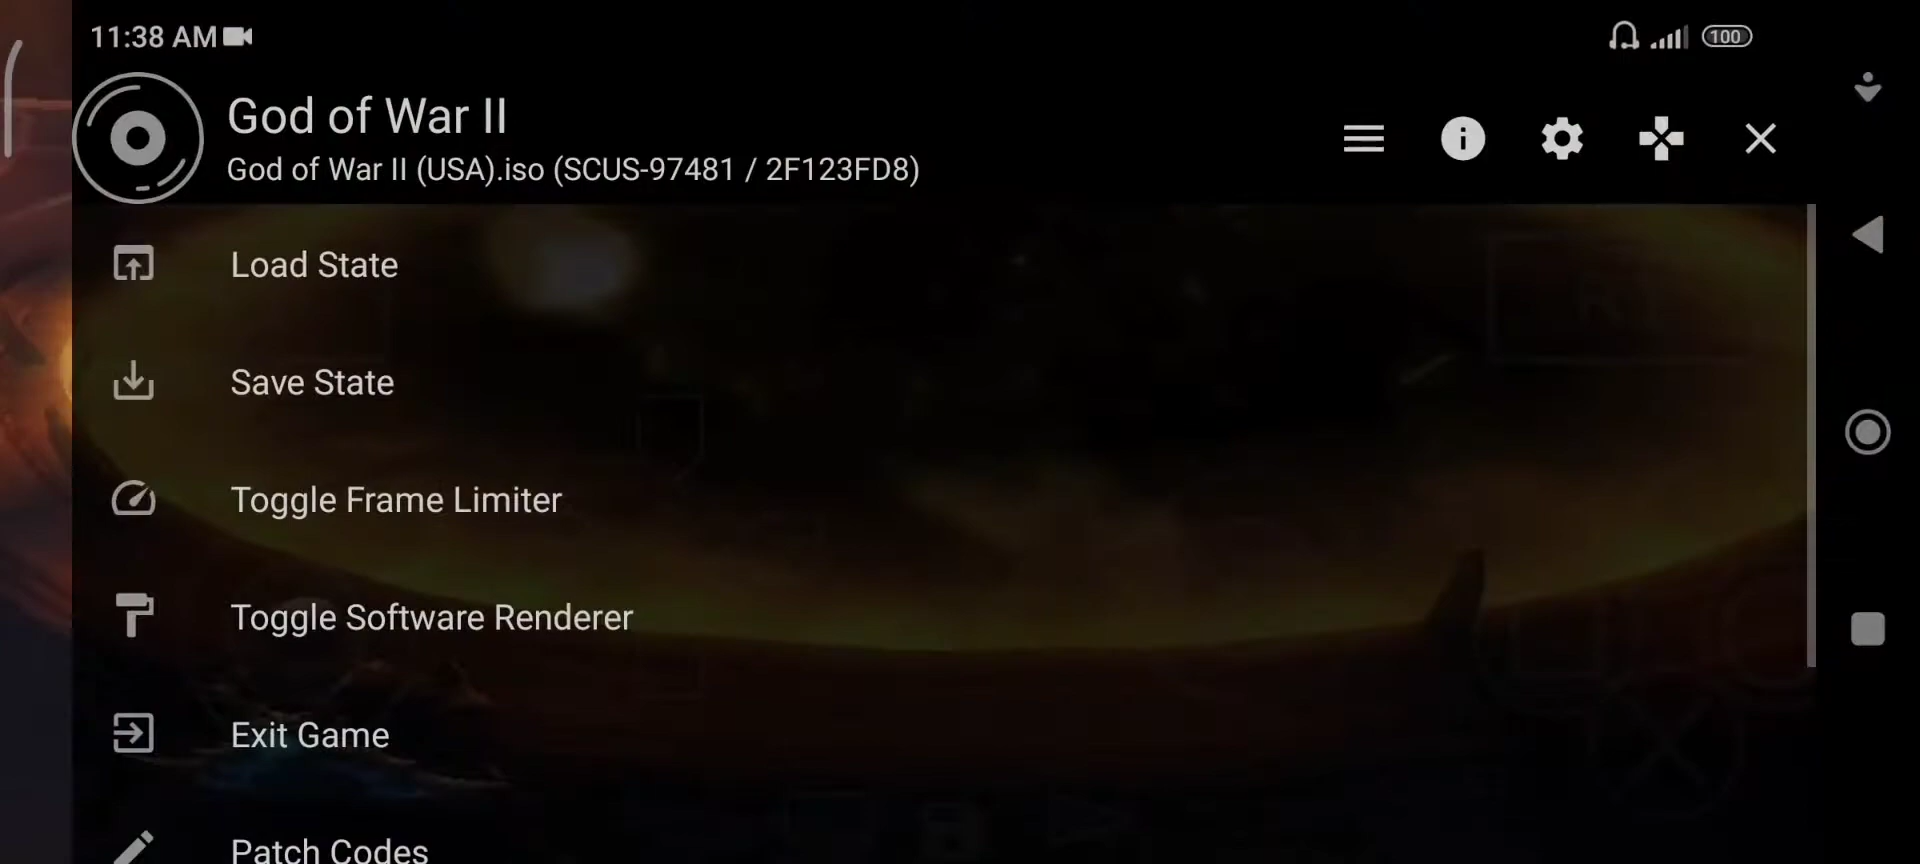 11:38 AM
100
God of War II
God of War II (USA).iso (SCUS-97481 / 2F123FD8)
Load State
Save State
Toggle Frame Limiter
Toggle Software Renderer
Exit Game
Patch Codes